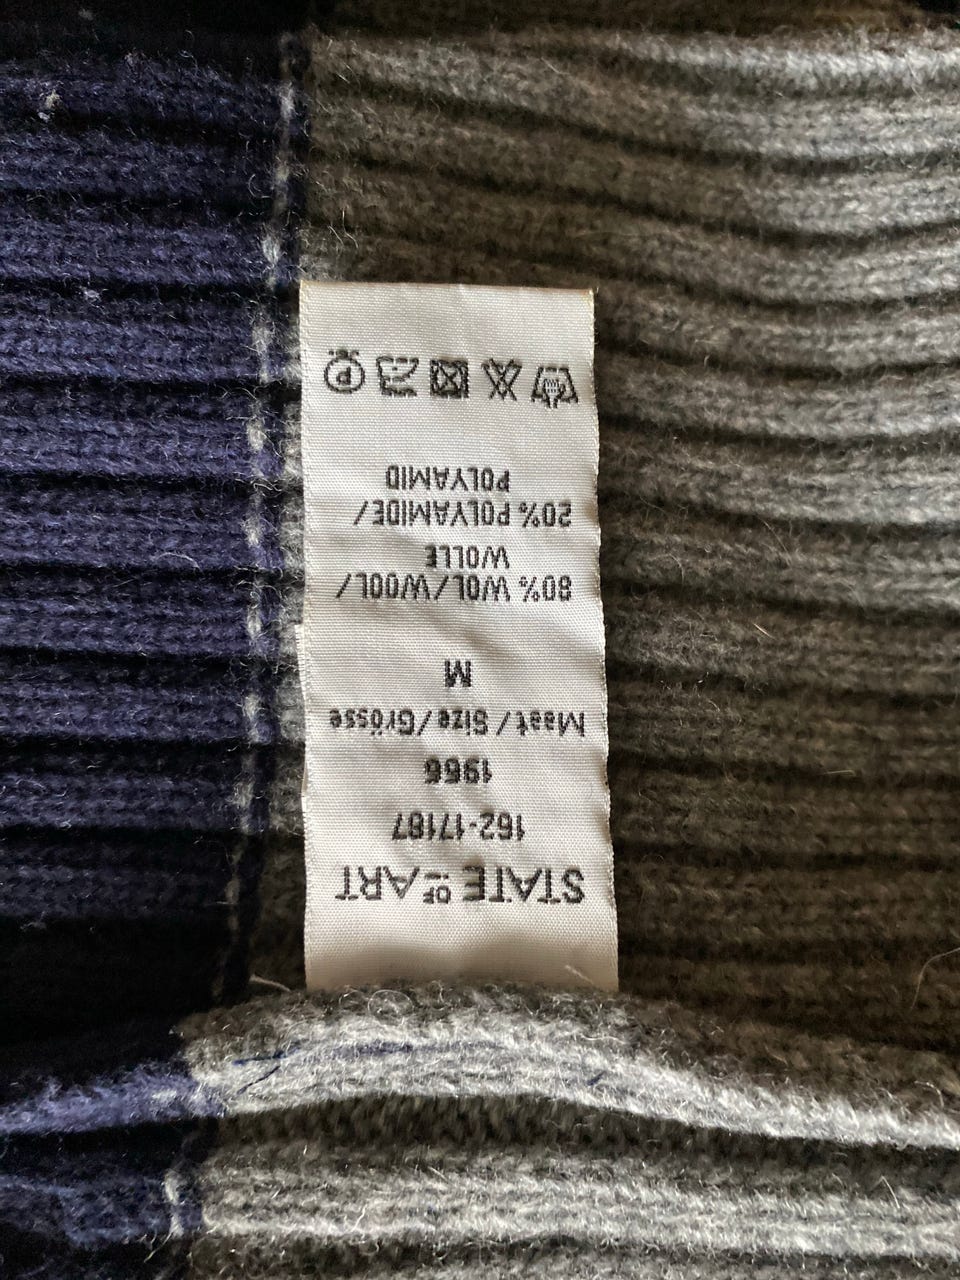 STATE OF ART
162-17187
1966
Maat/Size/Grösse
M
80% WOL/WOOL/
WOLLE
20% POLYAMIDE/
POLYAMID
P